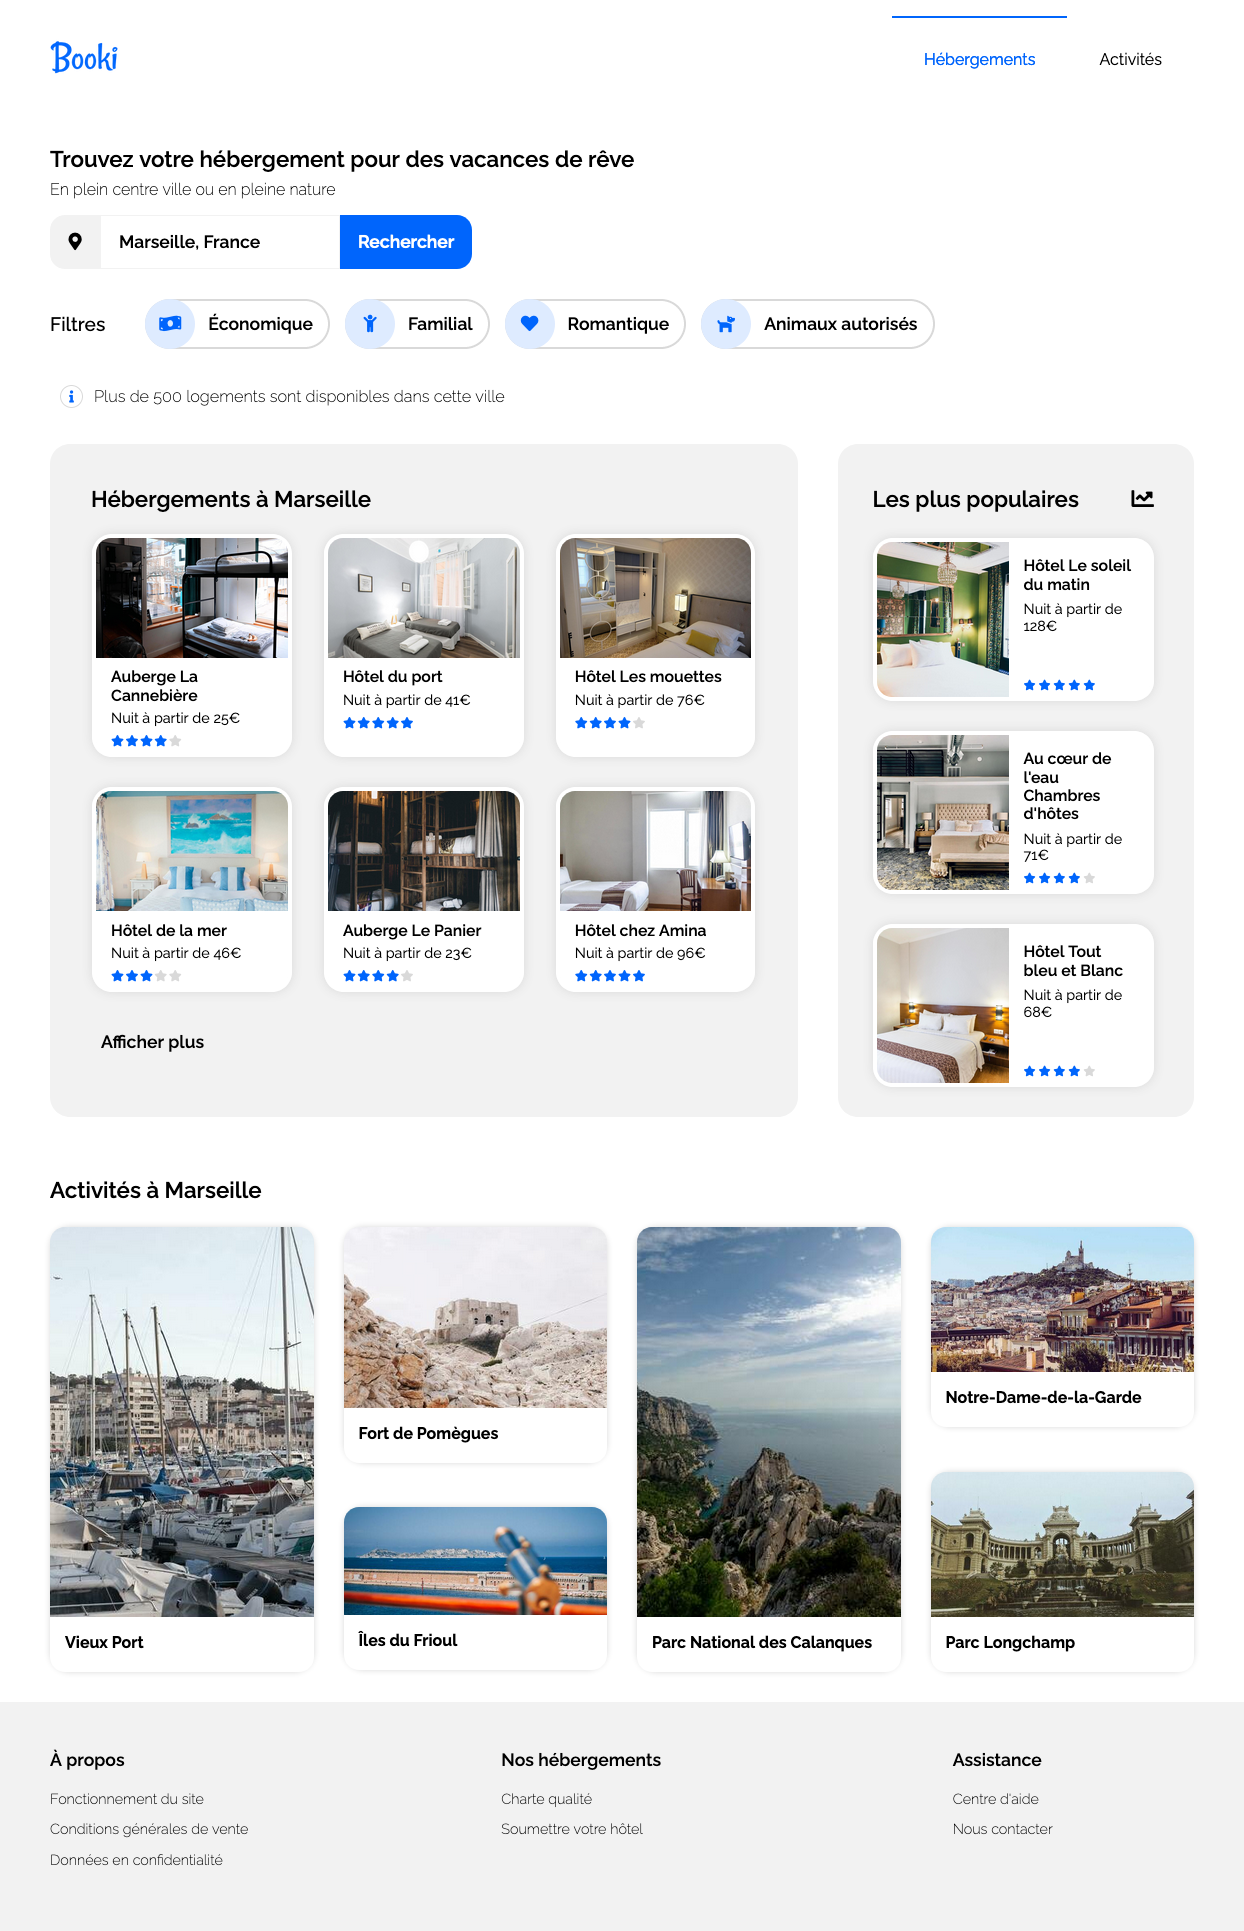 Booki
Hébergements
Activités
Trouvez votre hébergement pour des vacances de rêve
En plein centre ville ou en pleine nature
Marseille, France
Rechercher
Filtres
Économique
Familial
Romantique
Animaux autorisés
Plus de 500 logements sont disponibles dans cette ville
Hébergements à Marseille
Auberge La
Cannebière
Nuit à partir de 25€
Hôtel du port
Nuit à partir de 41€
Hôtel Les mouettes
Nuit à partir de 76€
Hôtel de la mer
Nuit à partir de 46€
Auberge Le Panier
Nuit à partir de 23€
Hôtel chez Amina
Nuit à partir de 96€
Afficher plus
Les plus populaires
Hôtel Le soleil
du matin
Nuit à partir de
128€
Au cœur de
l'eau
Chambres
d'hôtes
Nuit à partir de
71€
Hôtel Tout
bleu et Blanc
Nuit à partir de
68€
Activités à Marseille
Vieux Port
Fort de Pomègues
Îles du Frioul
Parc National des Calanques
Notre-Dame-de-la-Garde
Parc Longchamp
À propos
Fonctionnement du site
Conditions générales de vente
Données en confidentialité
Nos hébergements
Charte qualité
Soumettre votre hôtel
Assistance
Centre d'aide
Nous contacter